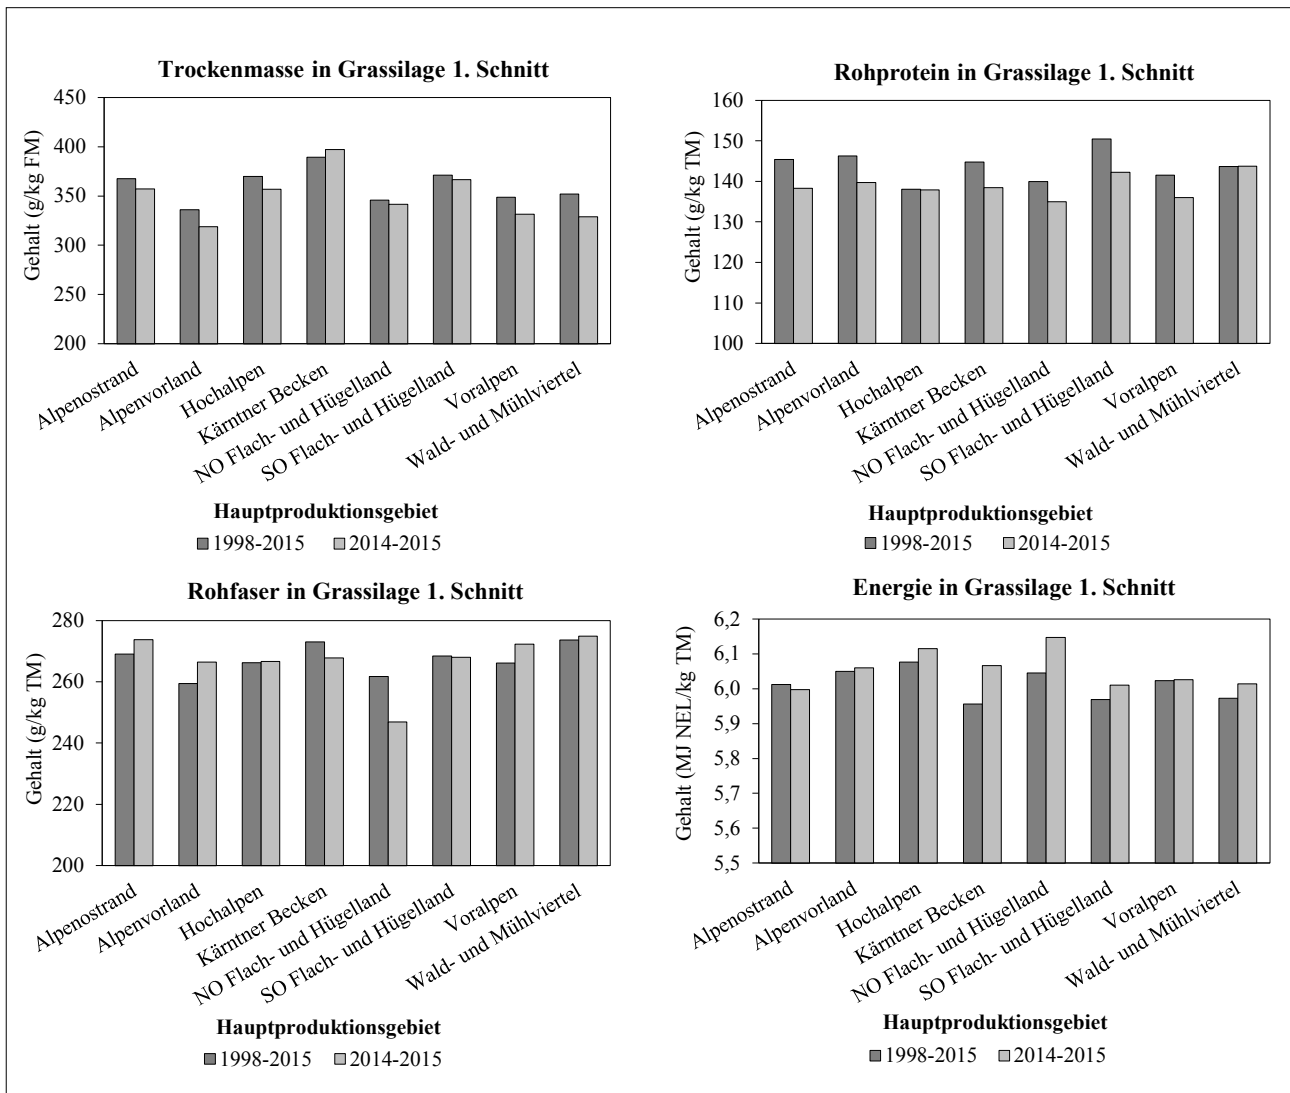 Trockenmasse in Grassilage 1. Schnitt
Gehalt (g/kg FM)
450
400
350
300
250
200
Alpenostrand
Alpenvorland
Hochalpen
Kärntner Becken
NO Flach- und Hügelland
SO Flach- und Hügelland
Voralpen
Wald- und Mühlviertel
Hauptproduktionsgebiet
1998-2015 2014-2015
Rohprotein in Grassilage 1. Schnitt
Gehalt (g/kg TM)
160
150
140
130
120
110
100
Alpenostrand
Alpenvorland
Hochalpen
Kärntner Becken
NO Flach- und Hügelland
SO Flach- und Hügelland
Voralpen
Wald- und Mühlviertel
Hauptproduktionsgebiet
1998-2015 2014-2015
Rohfaser in Grassilage 1. Schnitt
Gehalt (g/kg TM)
280
260
240
220
200
Alpenostrand
Alpenvorland
Hochalpen
Kärntner Becken
NO Flach- und Hügelland
SO Flach- und Hügelland
Voralpen
Wald- und Mühlviertel
Hauptproduktionsgebiet
1998-2015 2014-2015
Energie in Grassilage 1. Schnitt
Gehalt (MJ NEL/kg TM)
6,2
6,1
6,0
5,9
5,8
5,7
5,6
5,5
Alpenostrand
Alpenvorland
Hochalpen
Kärntner Becken
NO Flach- und Hügelland
SO Flach- und Hügelland
Voralpen
Wald- und Mühlviertel
Hauptproduktionsgebiet
1998-2015 2014-2015